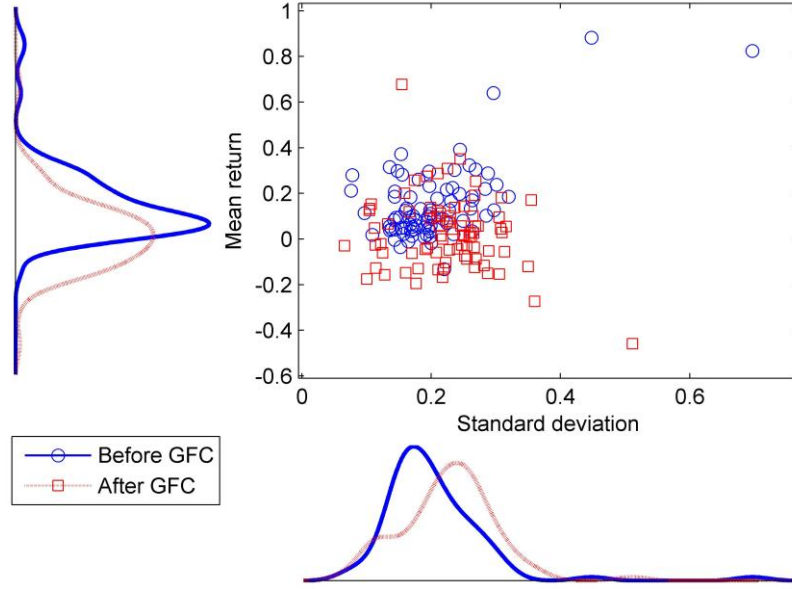 1
0.8
0.6
0.4
0.2
0
-0.2
-0.4
-0.6
Mean return
0 0.2 0.4 0.6
Standard deviation
Before GFC
After GFC